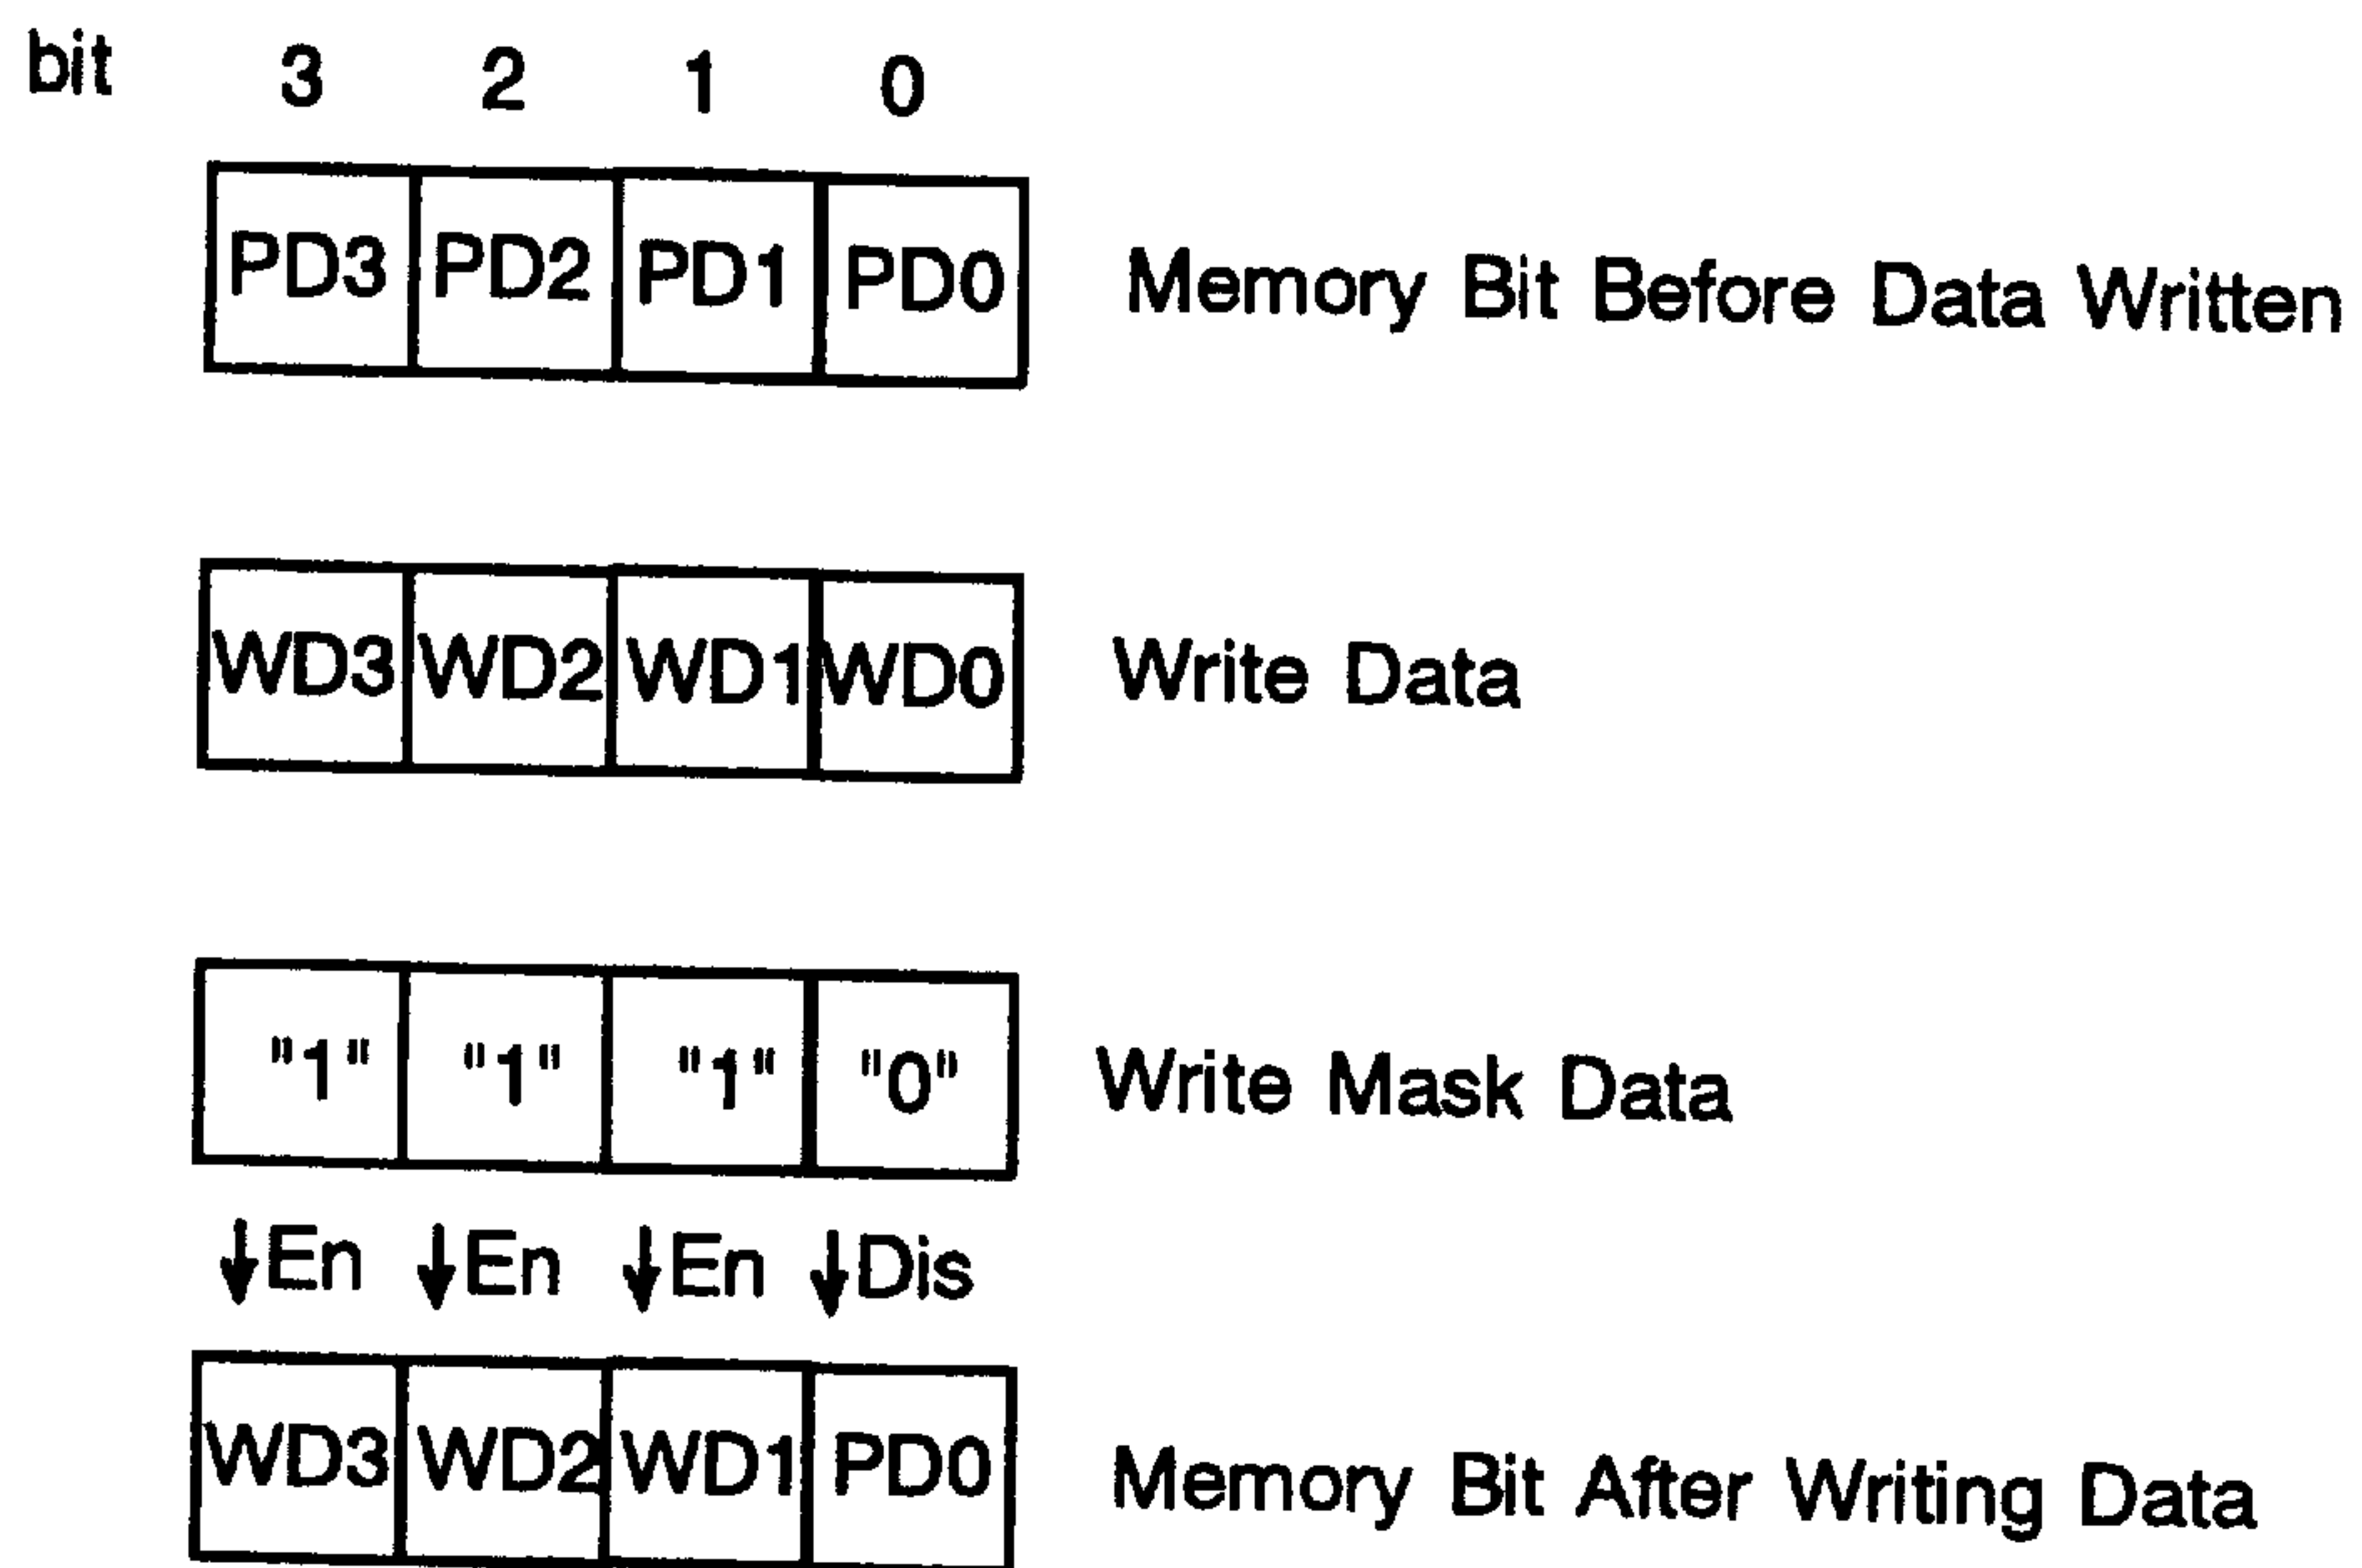 bit 3 2 1 0
PD3 PD2 PD1 PD0 Memory Bit Before Data Written
WD3 WD2 WD1 WD0 Write Data
"1" "1" "1" "0" Write Mask Data
↓En ↓En ↓En ↓Dis
WD3 WD2 WD1 PD0 Memory Bit After Writing Data